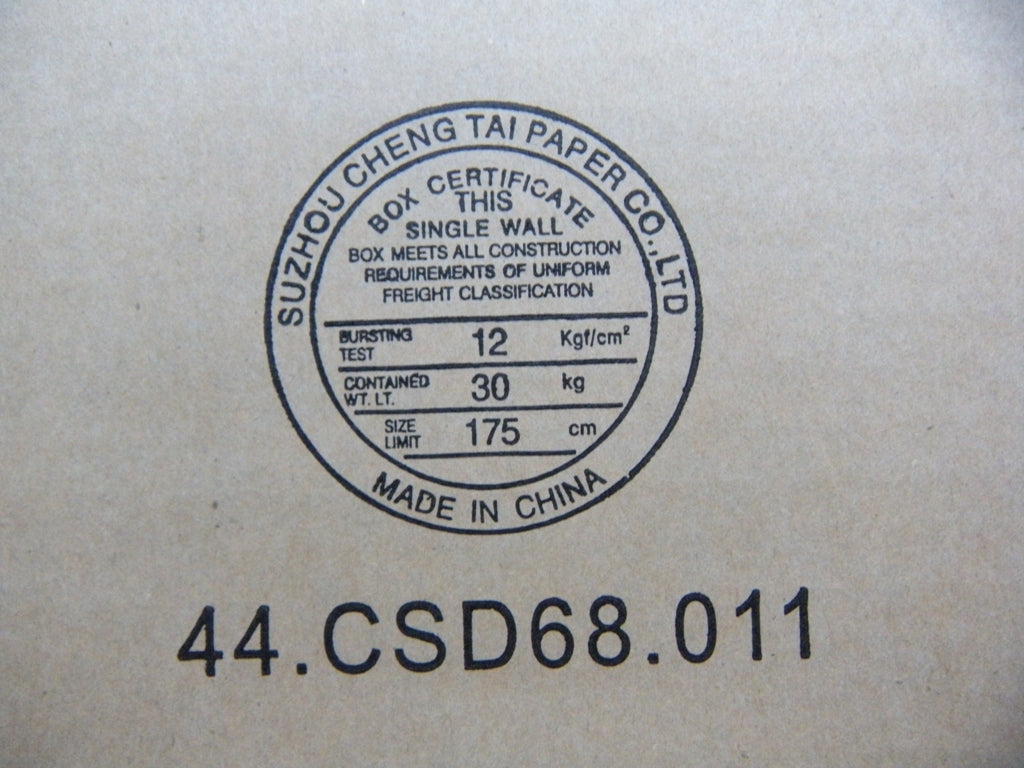 SUZHOU CHENG TAI PAPER CO.,LTD
BOX CERTIFICATE
THIS
SINGLE WALL
BOX MEETS ALL CONSTRUCTION
REQUIREMENTS OF UNIFORM
FREIGHT CLASSIFICATION
BURSTING TEST 12 Kgf/cm²
CONTAINED WT. LT. 30 kg
SIZE LIMIT 175 cm
MADE IN CHINA
44.CSD68.011